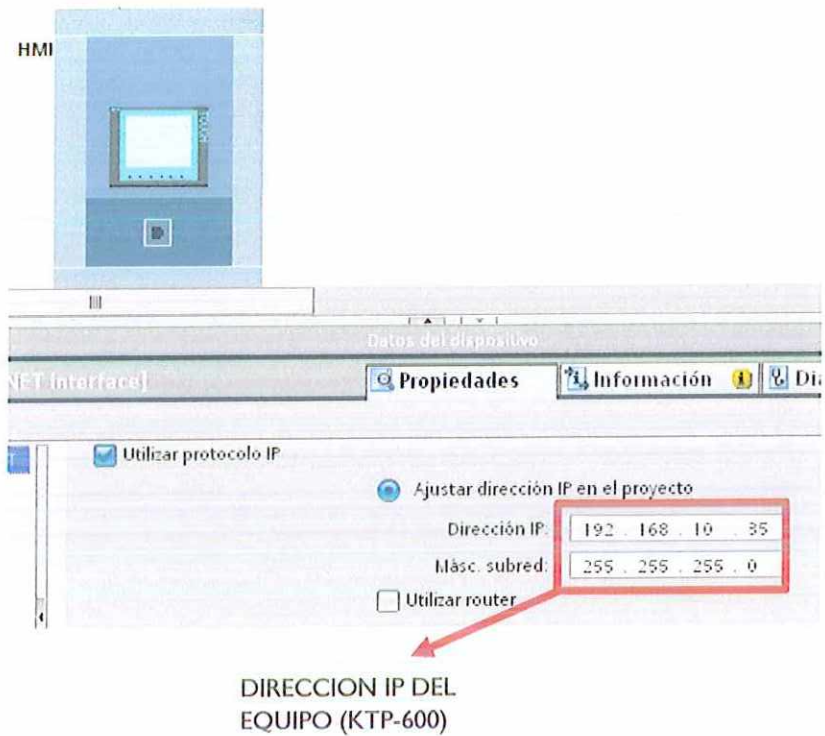 HMI
Datos del dispositivo
NET Interface]
Propiedades
Información
Dia
Utilizar protocolo IP
Ajustar dirección IP en el proyecto
Dirección IP: 192 . 168 . 10 . 35
Másc. subred: 255 . 255 . 255 . 0
Utilizar router
DIRECCION IP DEL
EQUIPO (KTP-600)